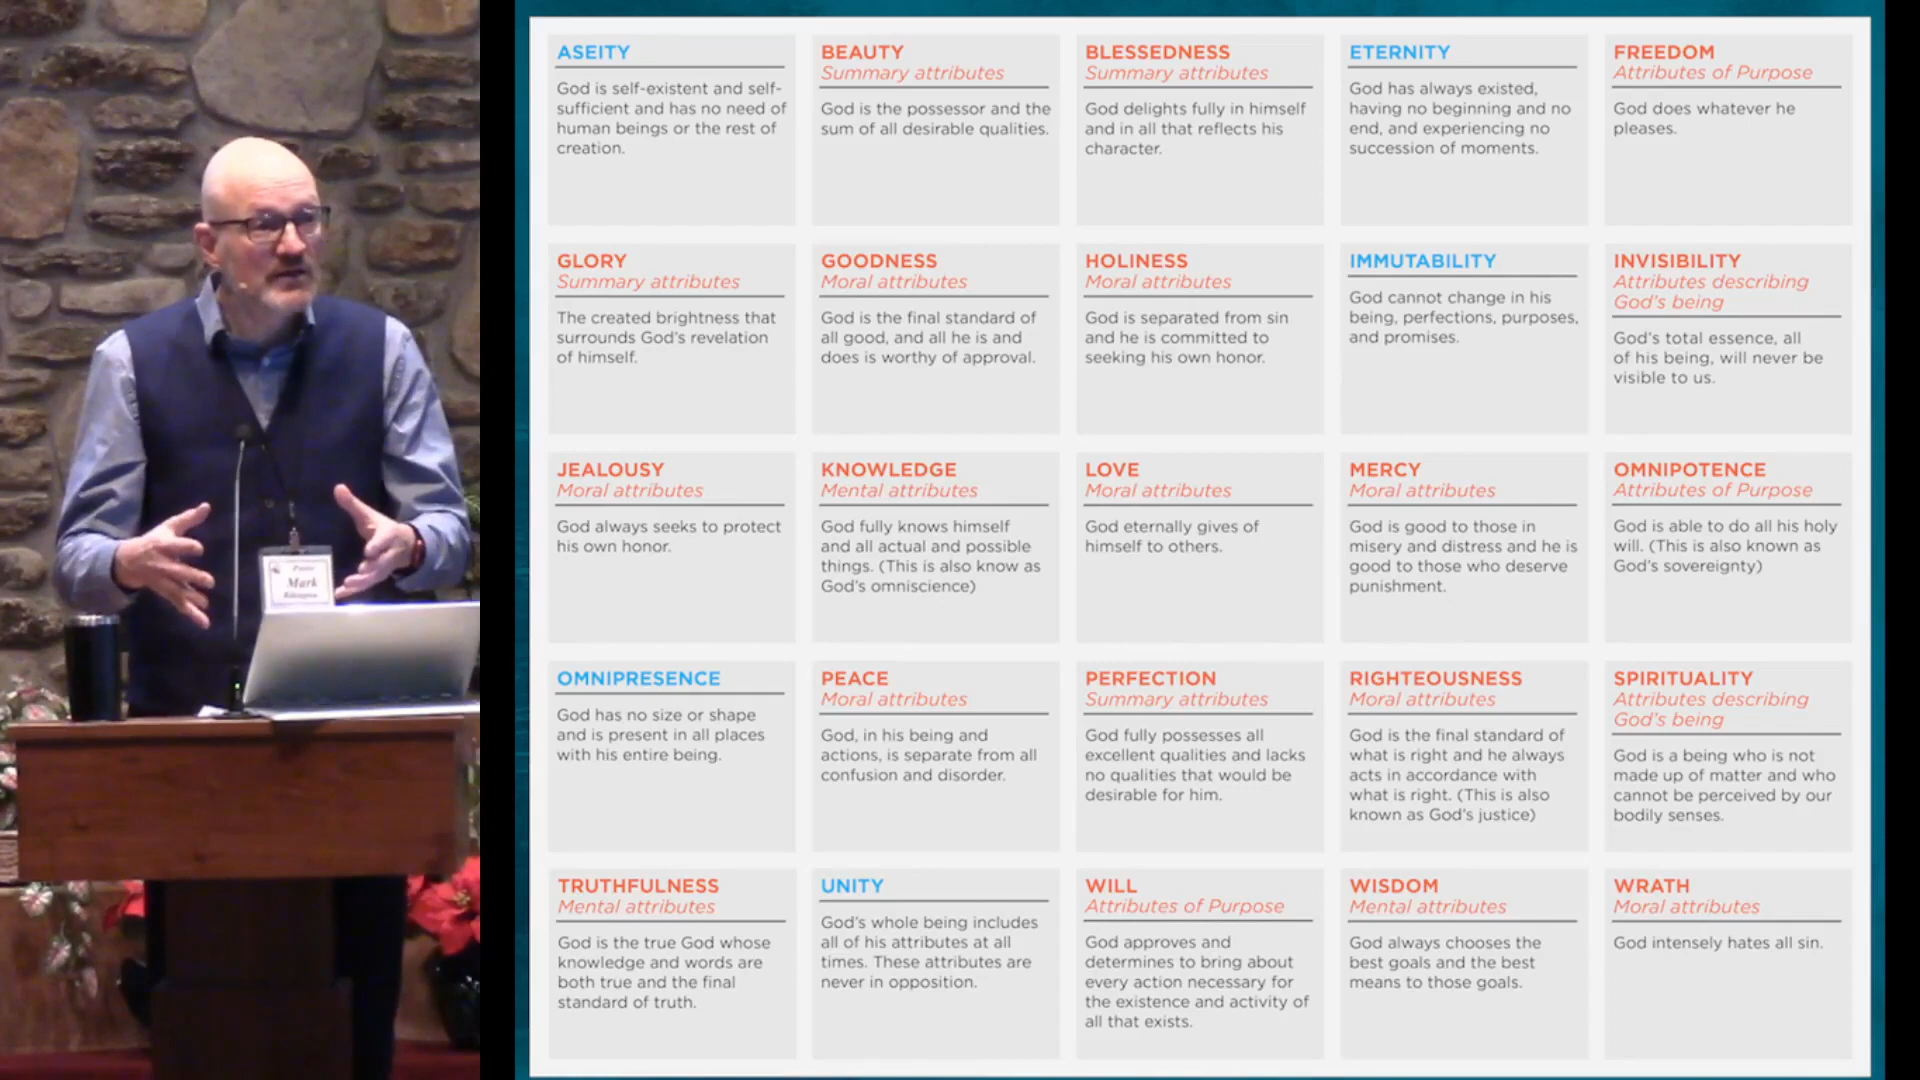 ASEITY
God is self-existent and self-
sufficient and has no need of
human beings or the rest of
creation.
BEAUTY
Summary attributes
God is the possessor and the
sum of all desirable qualities.
BLESSEDNESS
Summary attributes
God delights fully in himself
and in all that reflects his
character.
ETERNITY
God has always existed,
having no beginning and no
end, and experiencing no
succession of moments.
FREEDOM
Attributes of Purpose
God does whatever he
pleases.
GLORY
Summary attributes
The created brightness that
surrounds God's revelation
of himself.
GOODNESS
Moral attributes
God is the final standard of
all good, and all he is and
does is worthy of approval.
HOLINESS
Moral attributes
God is separated from sin
and he is committed to
seeking his own honor.
IMMUTABILITY
God cannot change in his
being, perfections, purposes,
and promises.
INVISIBILITY
Attributes describing
God's being
God's total essence, all
of his being, will never be
visible to us.
JEALOUSY
Moral attributes
God always seeks to protect
his own honor.
KNOWLEDGE
Mental attributes
God fully knows himself
and all actual and possible
things. (This is also know as
God's omniscience)
LOVE
Moral attributes
God eternally gives of
himself to others.
MERCY
Moral attributes
God is good to those in
misery and distress and he is
good to those who deserve
punishment.
OMNIPOTENCE
Attributes of Purpose
God is able to do all his holy
will. (This is also known as
God's sovereignty)
OMNIPRESENCE
God has no size or shape
and is present in all places
with his entire being.
PEACE
Moral attributes
God, in his being and
actions, is separate from all
confusion and disorder.
PERFECTION
Summary attributes
God fully possesses all
excellent qualities and lacks
no qualities that would be
desirable for him.
RIGHTEOUSNESS
Moral attributes
God is the final standard of
what is right and he always
acts in accordance with
what is right. (This is also
known as God's justice)
SPIRITUALITY
Attributes describing
God's being
God is a being who is not
made up of matter and who
cannot be perceived by our
bodily senses.
TRUTHFULNESS
Mental attributes
God is the true God whose
knowledge and words are
both true and the final
standard of truth.
UNITY
God's whole being includes
all of his attributes at all
times. These attributes are
never in opposition.
WILL
Attributes of Purpose
God approves and
determines to bring about
every action necessary for
the existence and activity of
all that exists.
WISDOM
Mental attributes
God always chooses the
best goals and the best
means to those goals.
WRATH
Moral attributes
God intensely hates all sin.
Pastor
Mark